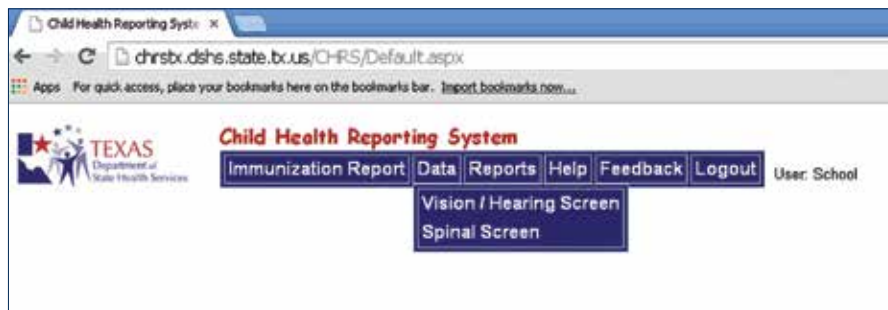 Child Health Reporting Syste ×
chrstx.dshs.state.tx.us/CHRS/Default.aspx
Apps For quick access, place your bookmarks here on the bookmarks bar. Import bookmarks now...
TEXAS
Department of
State Health Services
Child Health Reporting System
Immunization Report Data Reports Help Feedback Logout User: School
Vision / Hearing Screen
Spinal Screen